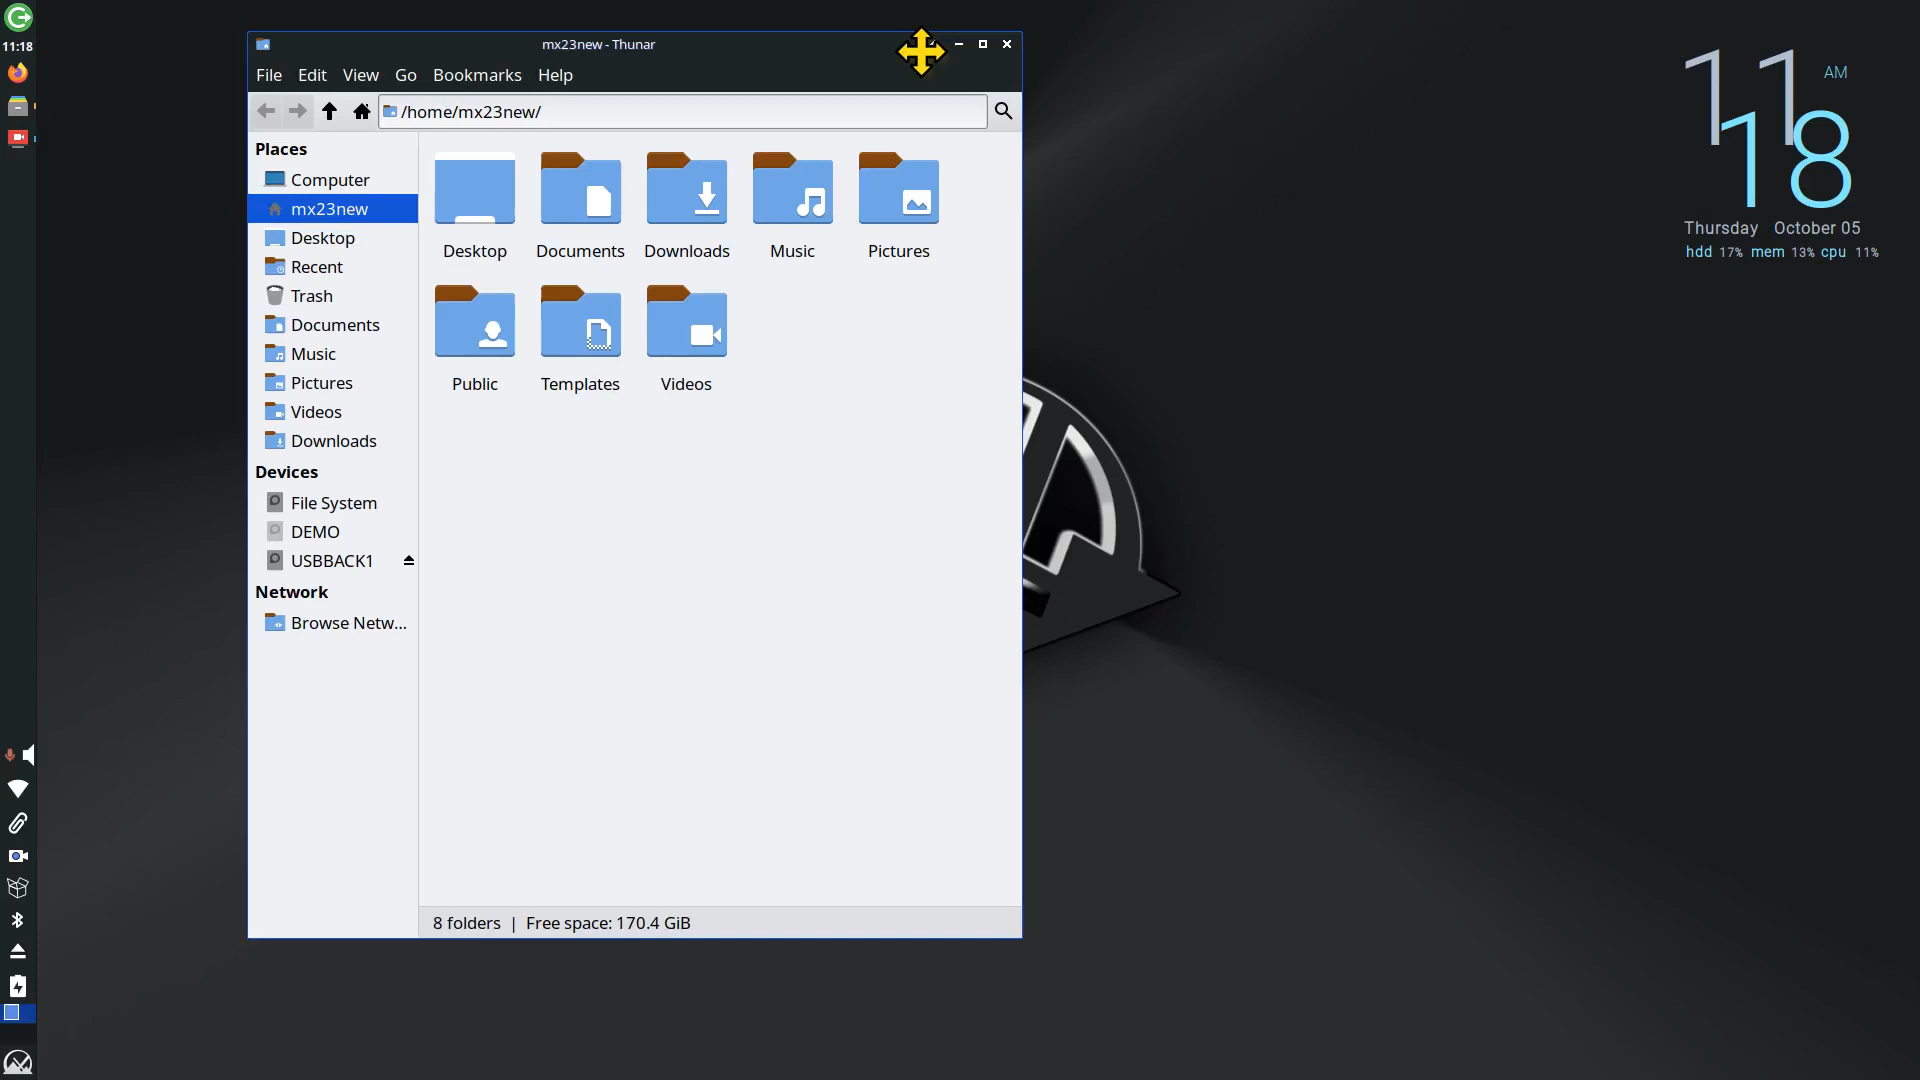 11:18
mx23new - Thunar
File Edit View Go Bookmarks Help
/home/mx23new/
Places
Computer
mx23new
Desktop
Recent
Trash
Documents
Music
Pictures
Videos
Downloads
Devices
File System
DEMO
USBBACK1
Network
Browse Netw...
Desktop Documents Downloads Music Pictures
Public Templates Videos
8 folders | Free space: 170.4 GiB
11 AM
18
Thursday October 05
hdd 17% mem 13% cpu 11%